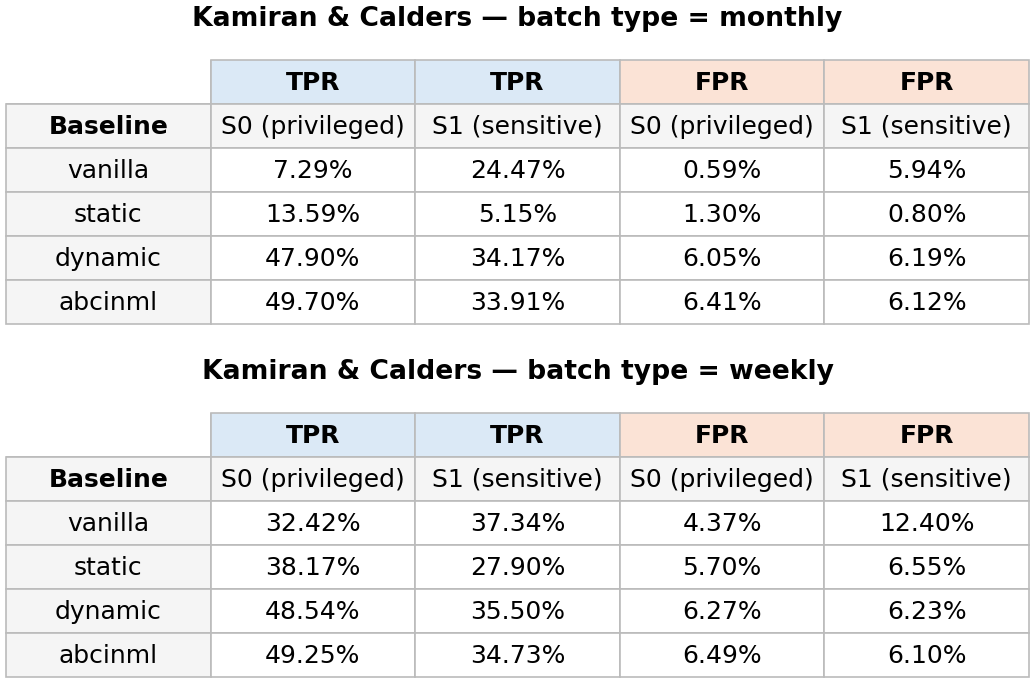 Kamiran & Calders — batch type = monthly
TPR TPR FPR FPR
Baseline S0 (privileged) S1 (sensitive) S0 (privileged) S1 (sensitive)
vanilla 7.29% 24.47% 0.59% 5.94%
static 13.59% 5.15% 1.30% 0.80%
dynamic 47.90% 34.17% 6.05% 6.19%
abcinml 49.70% 33.91% 6.41% 6.12%
Kamiran & Calders — batch type = weekly
TPR TPR FPR FPR
Baseline S0 (privileged) S1 (sensitive) S0 (privileged) S1 (sensitive)
vanilla 32.42% 37.34% 4.37% 12.40%
static 38.17% 27.90% 5.70% 6.55%
dynamic 48.54% 35.50% 6.27% 6.23%
abcinml 49.25% 34.73% 6.49% 6.10%